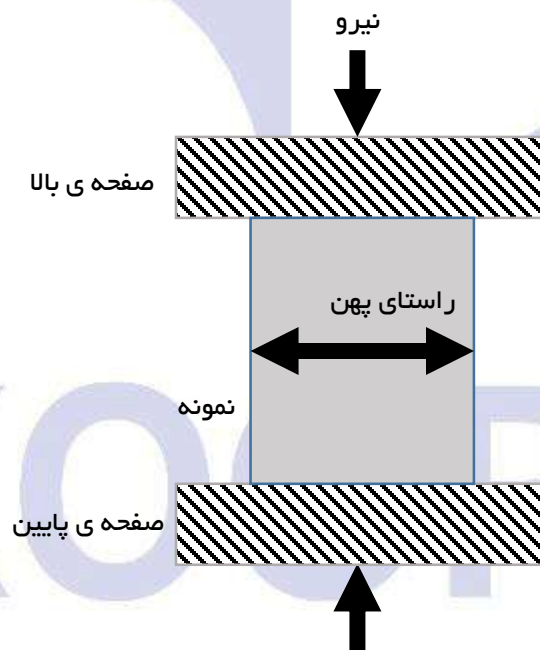 نیرو
صفحه ی بالا
راستای پهن
نمونه
صفحه ی پایین